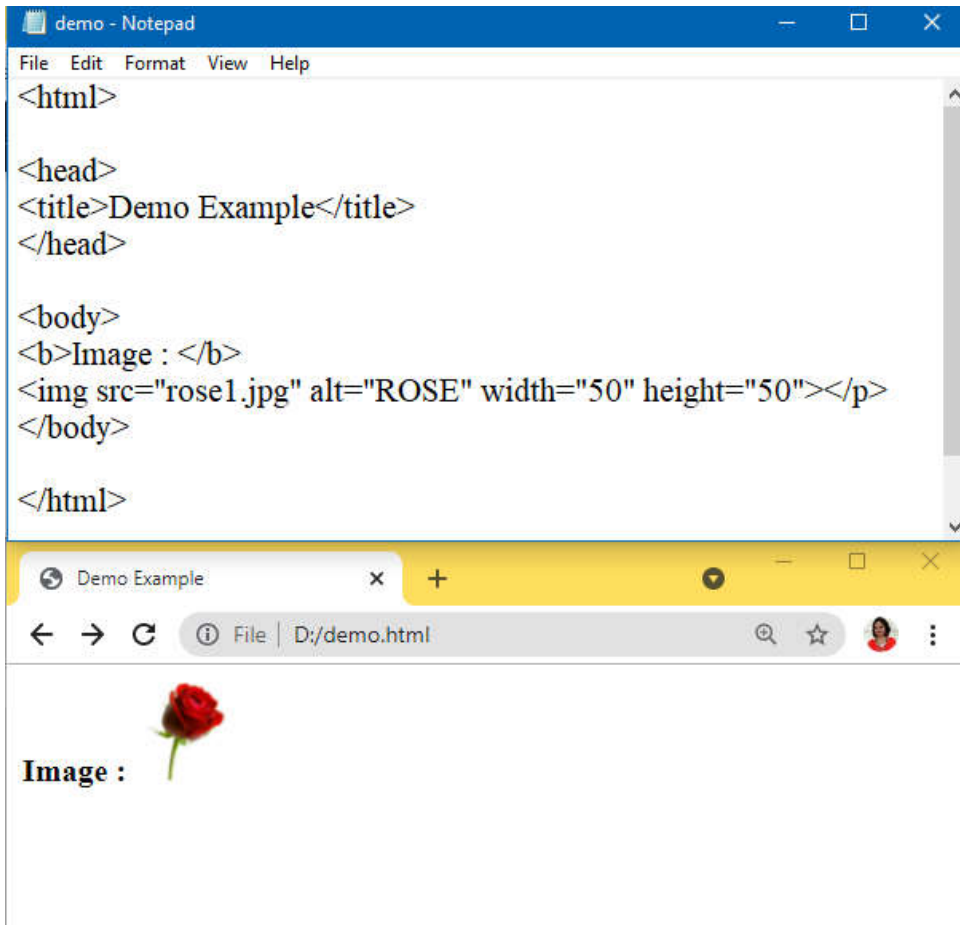 demo - Notepad
File Edit Format View Help
<html>
<head>
<title>Demo Example</title>
</head>
<body>
<b>Image : </b>
<img src="rose1.jpg" alt="ROSE" width="50" height="50"></p>
</body>
</html>
Demo Example
File | D:/demo.html
Image :